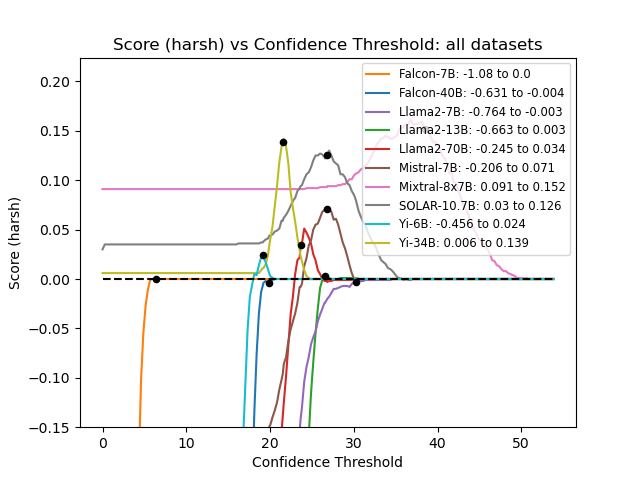 Score (harsh) vs Confidence Threshold: all datasets
Falcon-7B: -1.08 to 0.0
Falcon-40B: -0.631 to -0.004
Llama2-7B: -0.764 to -0.003
Llama2-13B: -0.663 to 0.003
Llama2-70B: -0.245 to 0.034
Mistral-7B: -0.206 to 0.071
Mixtral-8x7B: 0.091 to 0.152
SOLAR-10.7B: 0.03 to 0.126
Yi-6B: -0.456 to 0.024
Yi-34B: 0.006 to 0.139
Score (harsh)
0.20
0.15
0.10
0.05
0.00
−0.05
−0.10
−0.15
0 10 20 30 40 50
Confidence Threshold